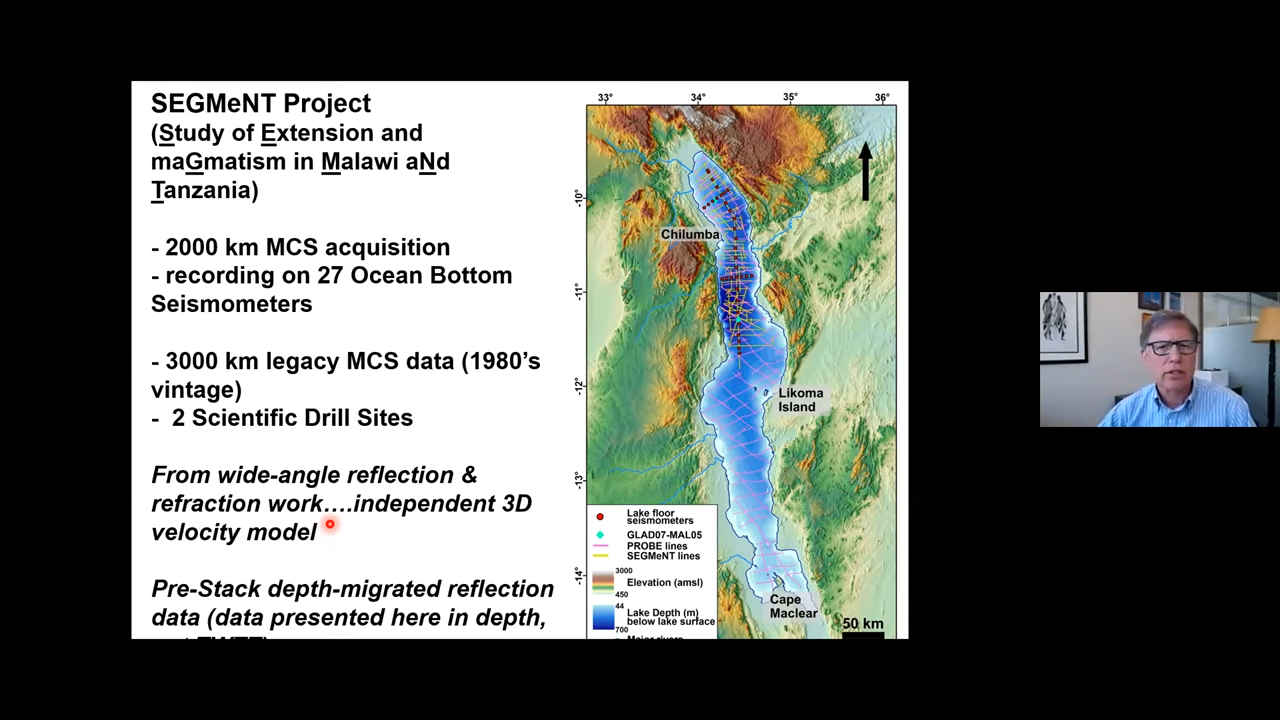 SEGMeNT Project
(Study of Extension and
maGmatism in Malawi aNd
Tanzania)
- 2000 km MCS acquisition
- recording on 27 Ocean Bottom
Seismometers
- 3000 km legacy MCS data (1980’s
vintage)
- 2 Scientific Drill Sites
From wide-angle reflection &
refraction work….independent 3D
velocity model
Pre-Stack depth-migrated reflection
data (data presented here in depth,
33°
34°
35°
36°
-10°
-11°
-12°
-13°
-14°
Chilumba
Likoma
Island
Cape
Maclear
50 km
Lake floor
seismometers
GLAD07-MAL05
PROBE lines
SEGMeNT lines
3000
Elevation (amsl)
450
44
Lake Depth (m)
below lake surface
700
Major rivers